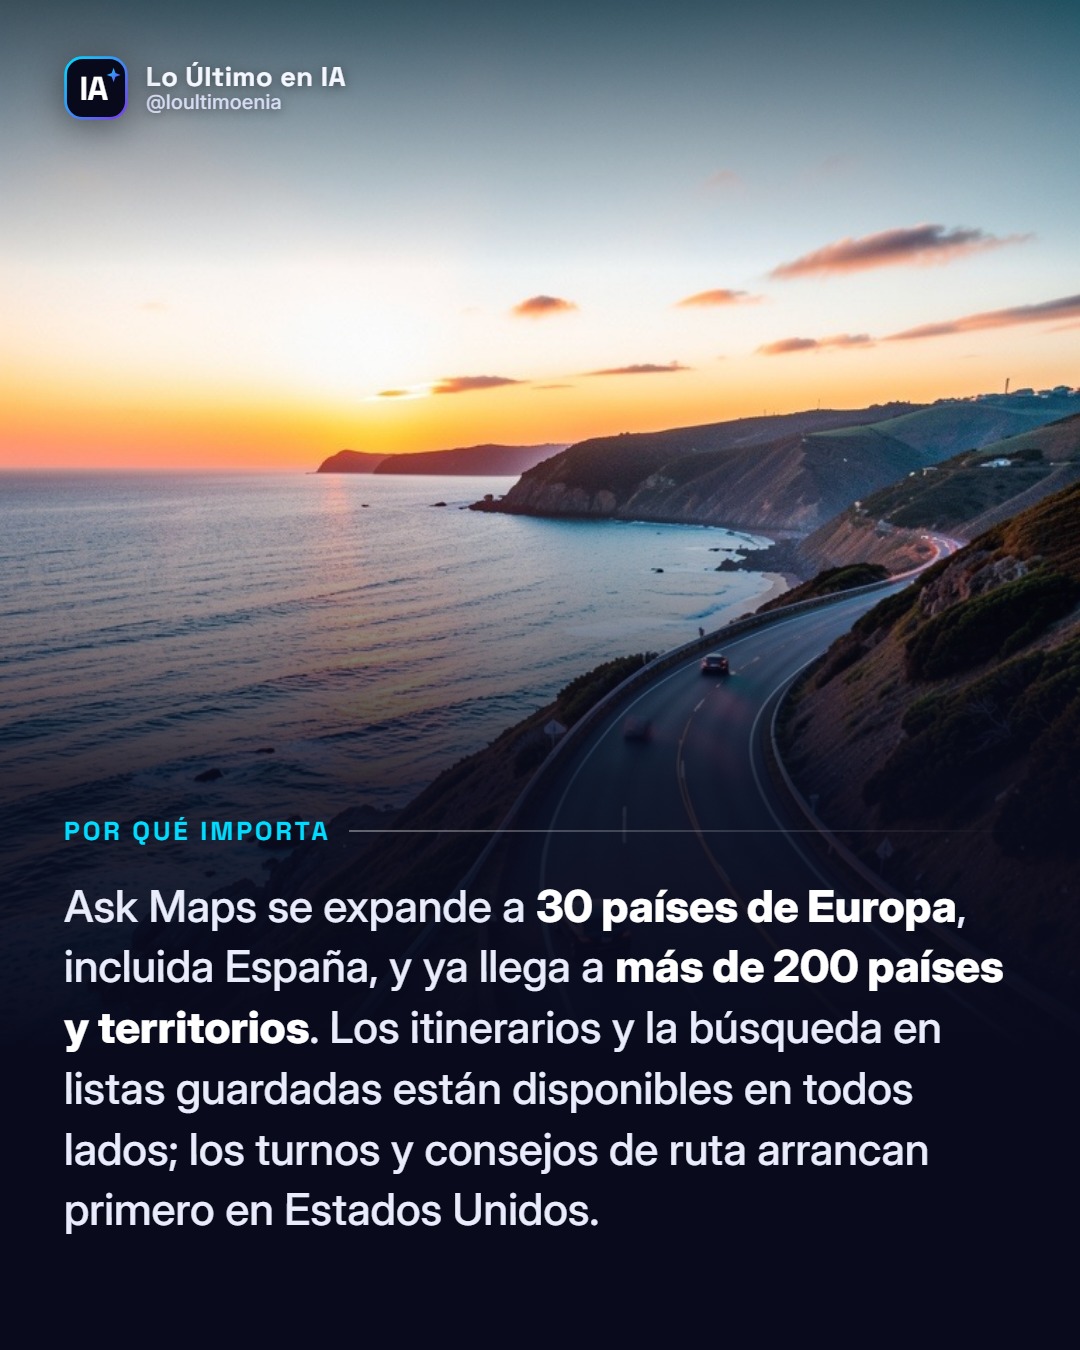 IA
Lo Último en IA
@loultimoenia
POR QUÉ IMPORTA
Ask Maps se expande a 30 países de Europa,
incluida España, y ya llega a más de 200 países
y territorios. Los itinerarios y la búsqueda en
listas guardadas están disponibles en todos
lados; los turnos y consejos de ruta arrancan
primero en Estados Unidos.